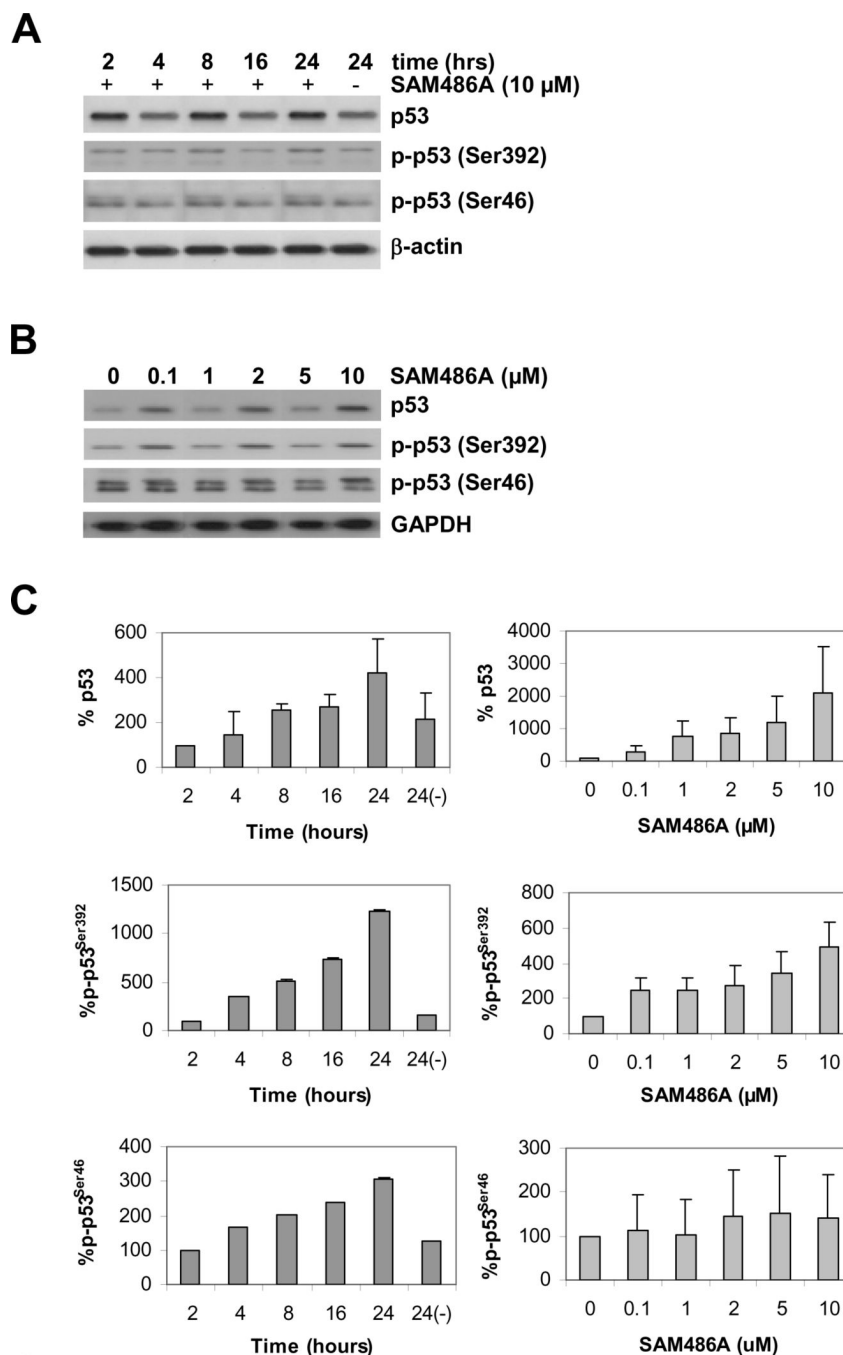 A
2 4 8 16 24 24 time (hrs)
+ + + + + - SAM486A (10 µM)
p53
p-p53 (Ser392)
p-p53 (Ser46)
β-actin
B
0 0.1 1 2 5 10 SAM486A (µM)
p53
p-p53 (Ser392)
p-p53 (Ser46)
GAPDH
C
% p53
600
400
200
0
2 4 8 16 24 24(-)
Time (hours)
% p53
4000
3000
2000
1000
0
0 0.1 1 2 5 10
SAM486A (µM)
%p-p53Ser392
1500
1000
500
0
2 4 8 16 24 24(-)
Time (hours)
%p-p53Ser392
800
600
400
200
0
0 0.1 1 2 5 10
SAM486A (µM)
%p-p53Ser46
400
300
200
100
0
2 4 8 16 24 24(-)
Time (hours)
%p-p53Ser46
300
200
100
0
0 0.1 1 2 5 10
SAM486A (uM)